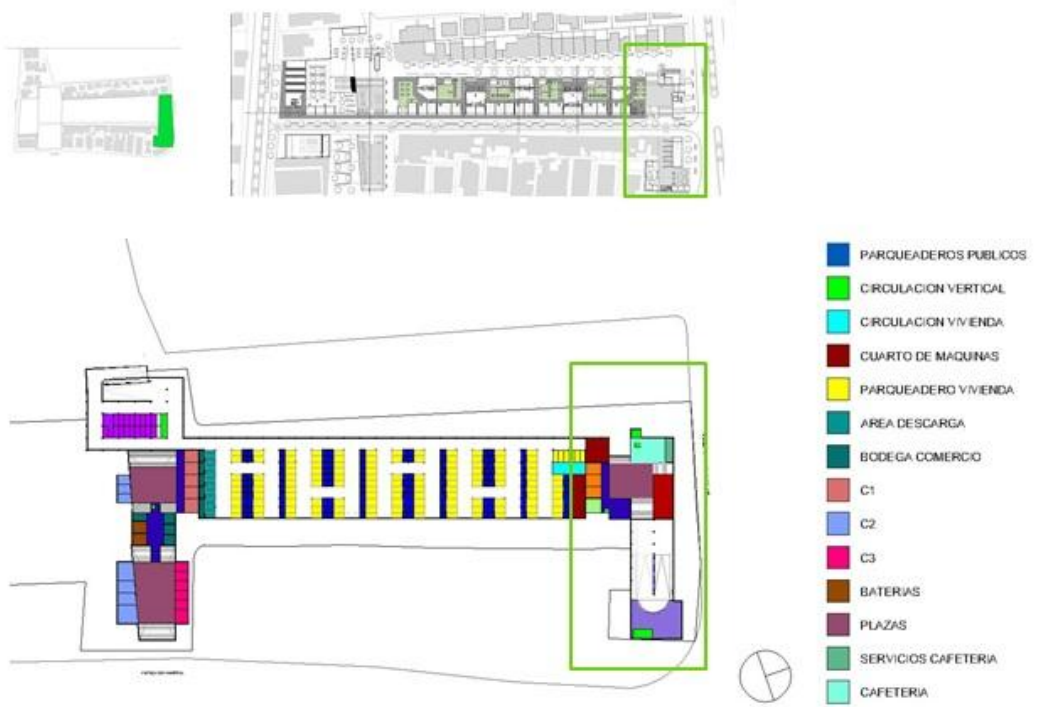 PARQUEADEROS PUBLICOS
CIRCULACION VERTICAL
CIRCULACION VIVIENDA
CUARTO DE MAQUINAS
PARQUEADERO VIVIENDA
AREA DESCARGA
BODEGA COMERCIO
C1
C2
C3
BATERIAS
PLAZAS
SERVICIOS CAFETERIA
CAFETERIA